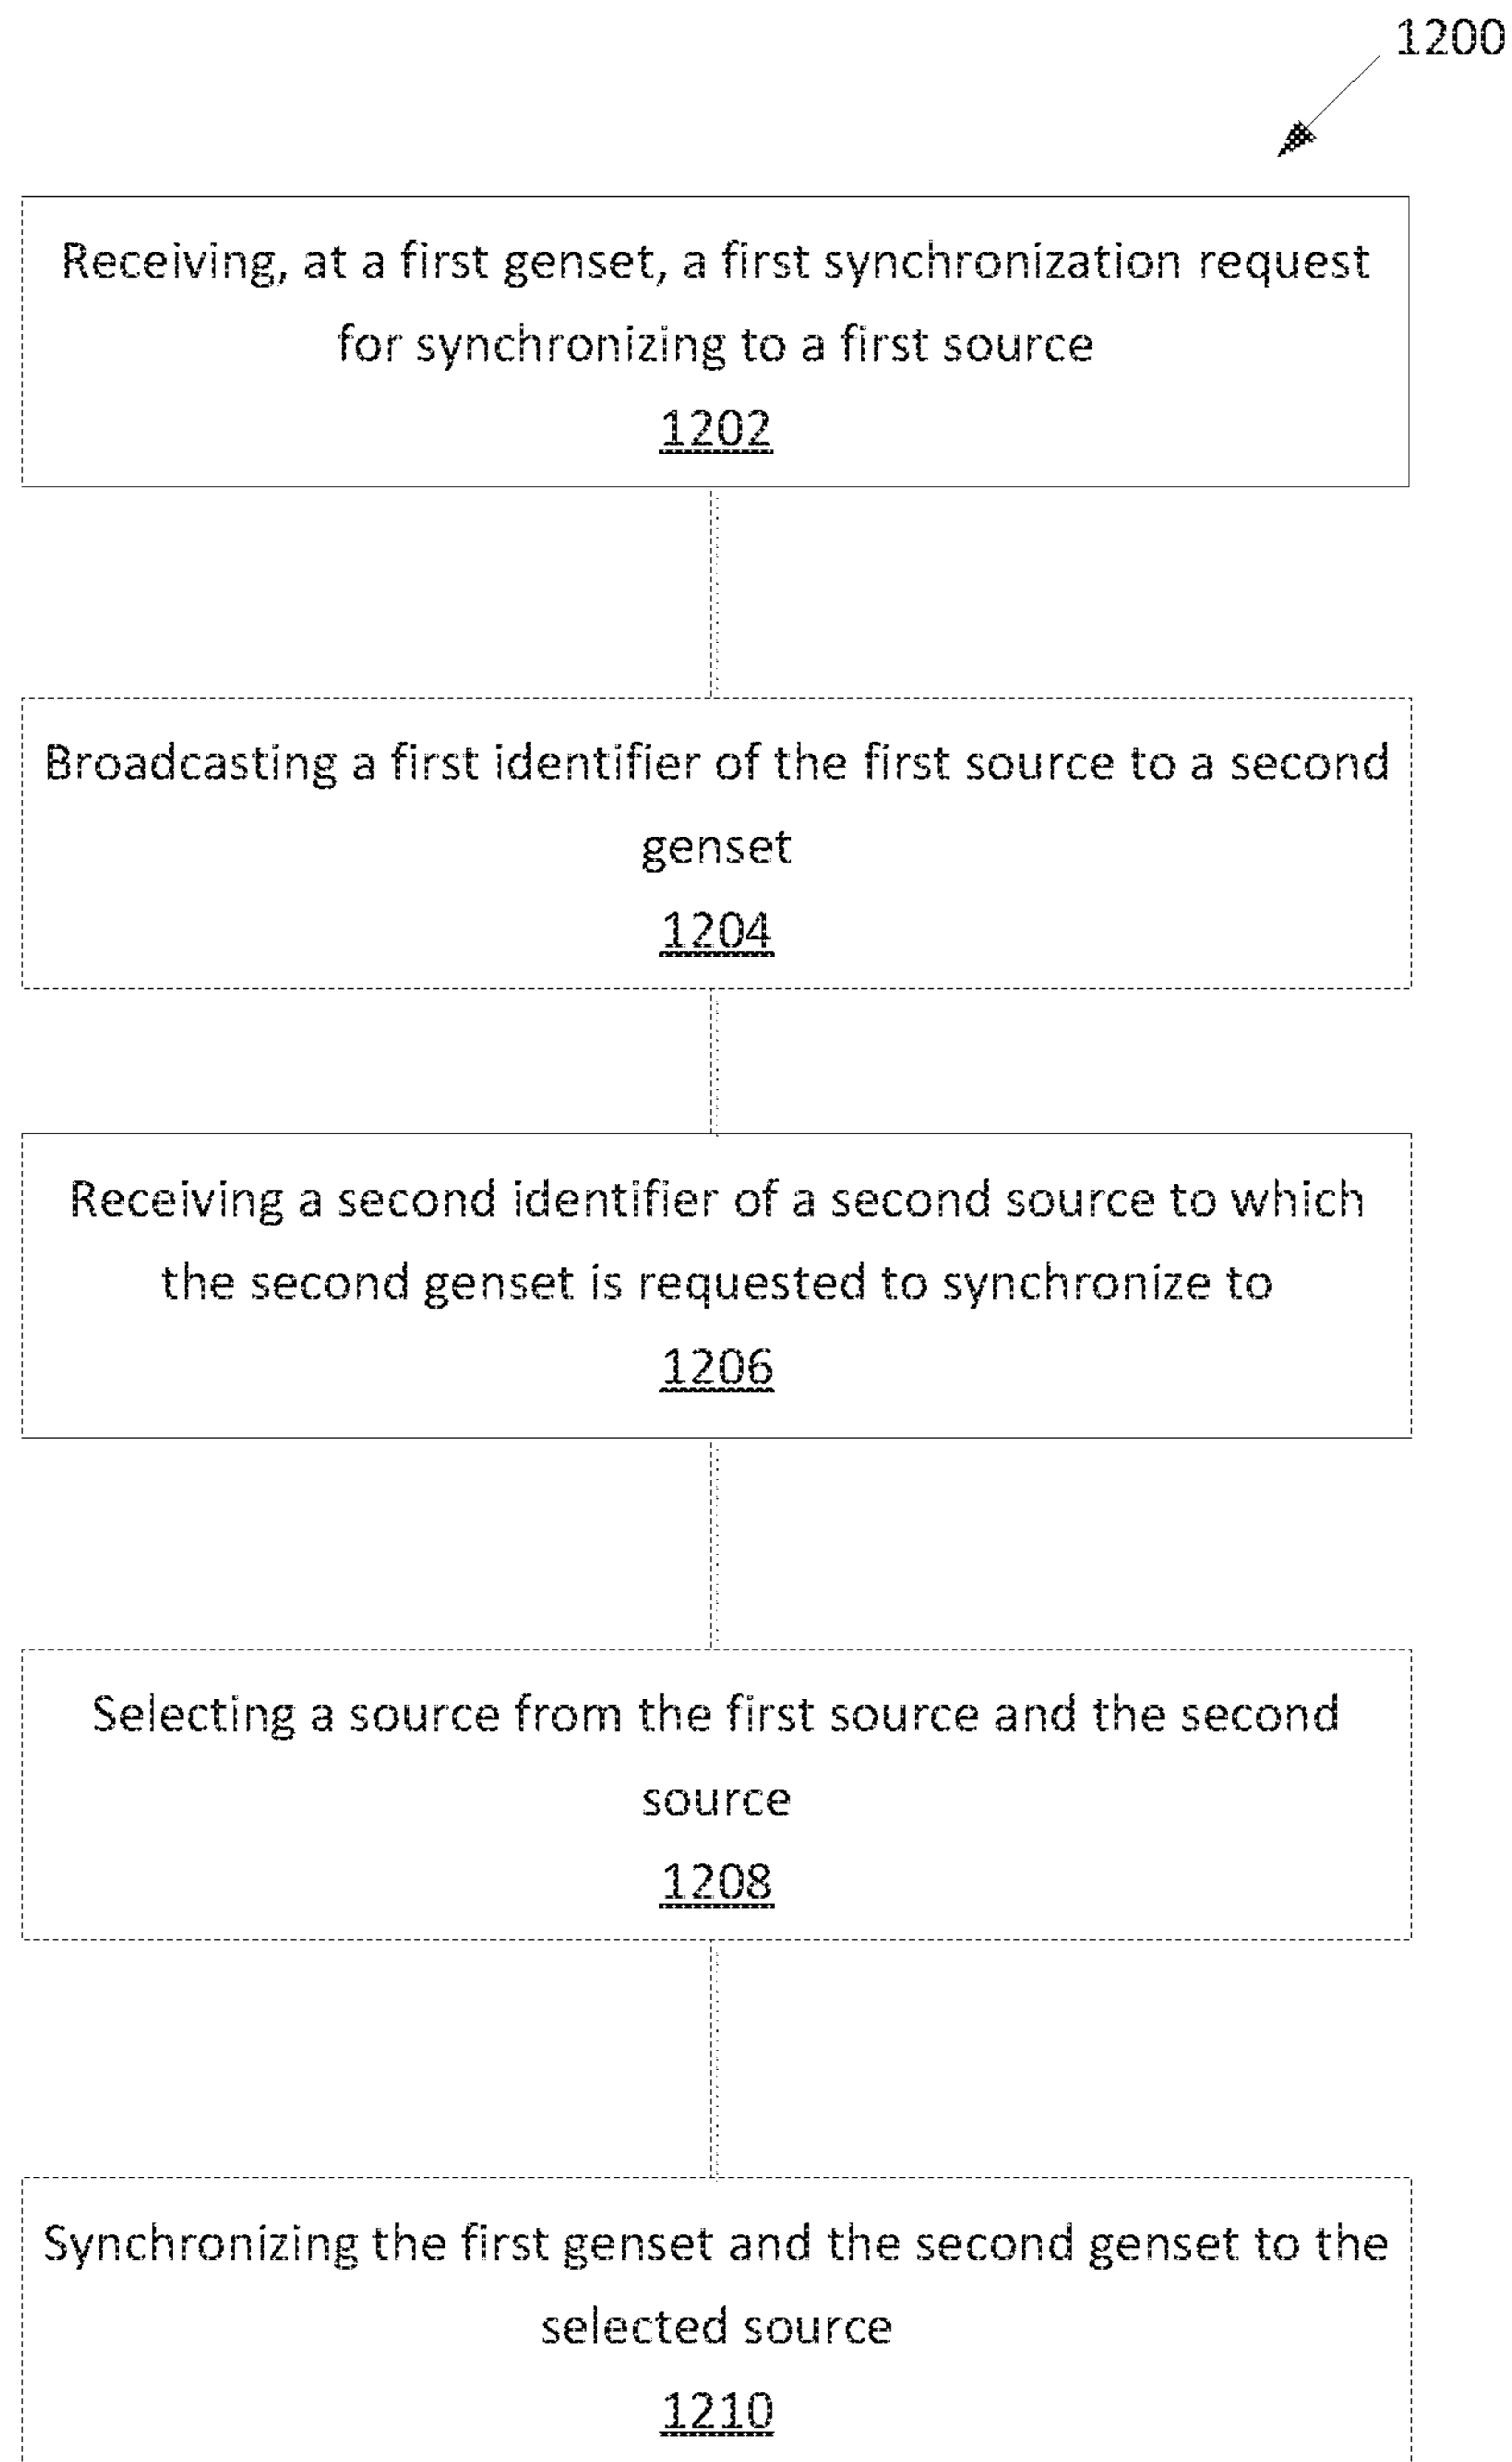 1200
Receiving, at a first genset, a first synchronization request
for synchronizing to a first source
1202
Broadcasting a first identifier of the first source to a second
genset
1204
Receiving a second identifier of a second source to which
the second genset is requested to synchronize to
1206
Selecting a source from the first source and the second
source
1208
Synchronizing the first genset and the second genset to the
selected source
1210